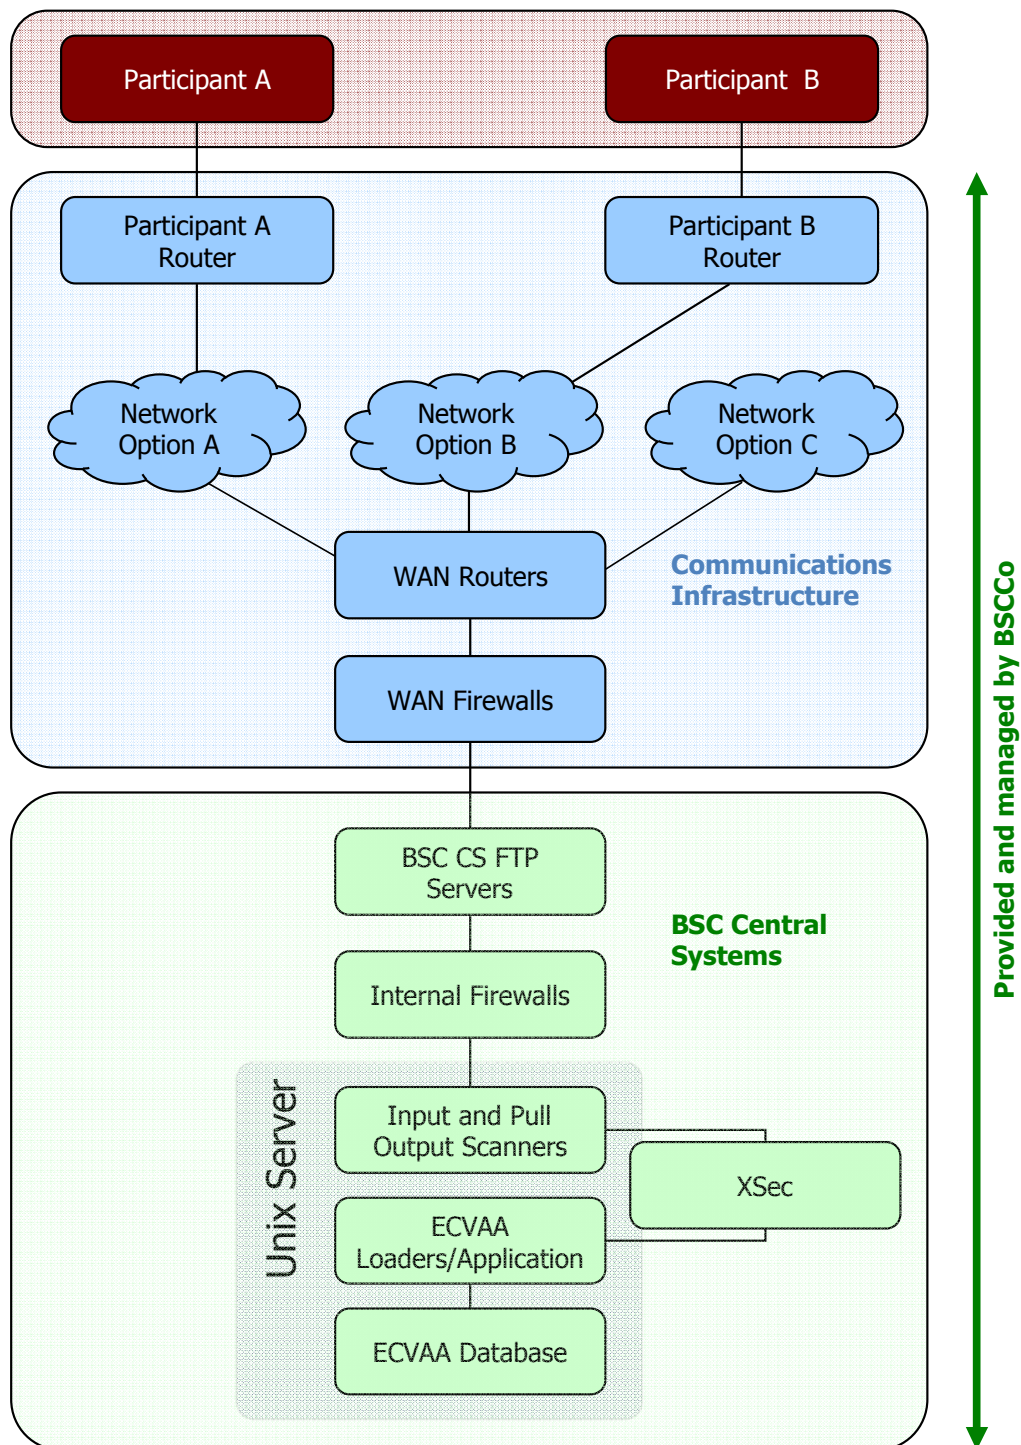 Participant A
Participant B
Participant A
Router
Participant B
Router
Network
Option A
Network
Option B
Network
Option C
WAN Routers
Communications
Infrastructure
WAN Firewalls
Provided and managed by BSCCo
BSC CS FTP
Servers
BSC Central
Systems
Internal Firewalls
Unix Server
Input and Pull
Output Scanners
XSec
ECVAA
Loaders/Application
ECVAA Database